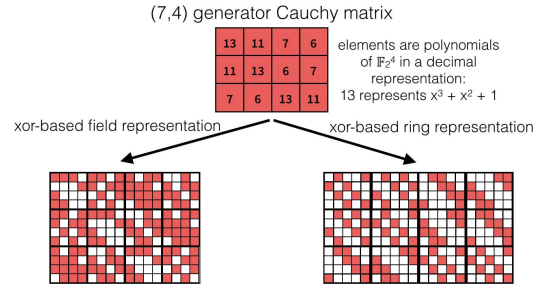 (7,4) generator Cauchy matrix
13 11 7 6
11 13 6 7
7 6 13 11
elements are polynomials
of 𝔽₂⁴ in a decimal
representation:
13 represents x³ + x² + 1
xor-based field representation
xor-based ring representation